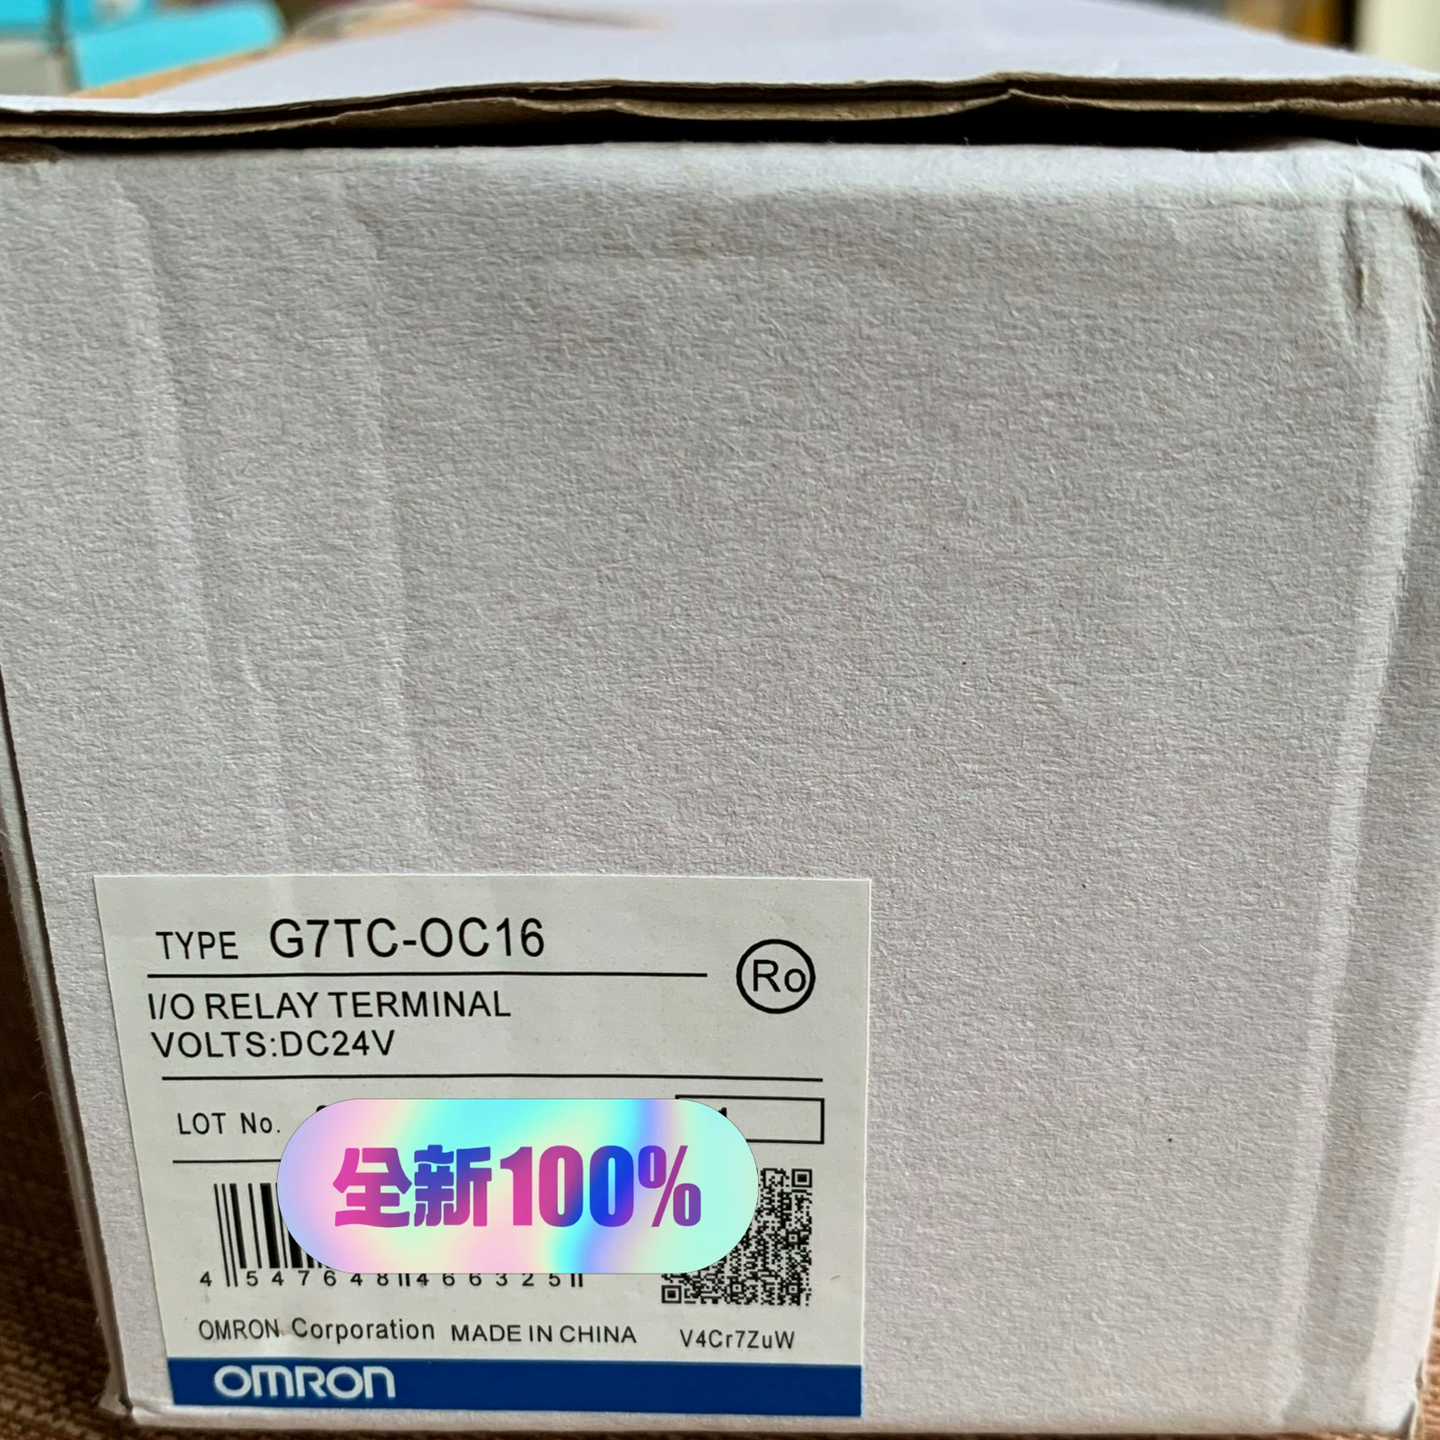 TYPE G7TC-OC16
Ro
I/O RELAY TERMINAL
VOLTS:DC24V
LOT No.
1
全新100%
4 547648 466325
OMRON Corporation MADE IN CHINA V4Cr7ZuW
OMRON